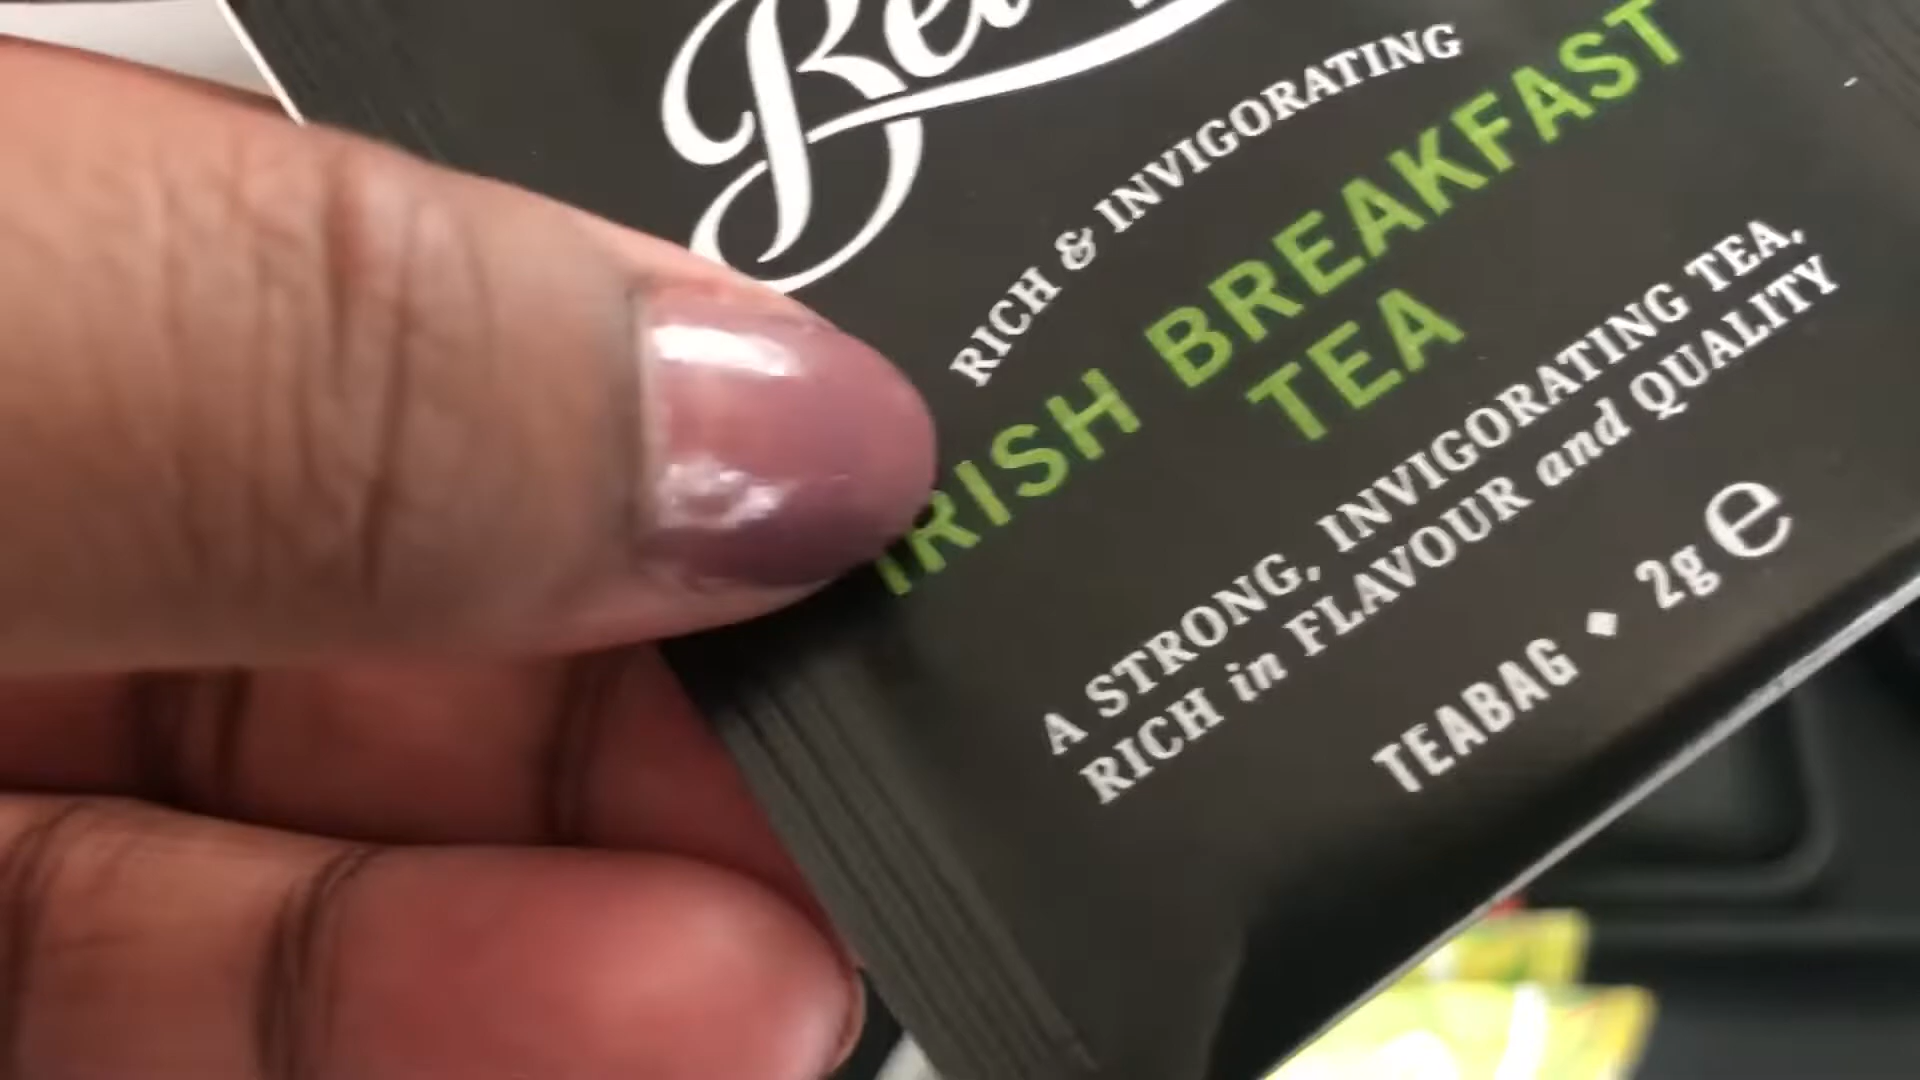 RICH & INVIGORATING
IRISH BREAKFAST
TEA
A STRONG, INVIGORATING TEA,
RICH in FLAVOUR and QUALITY
TEABAG ◆ 2g ℮